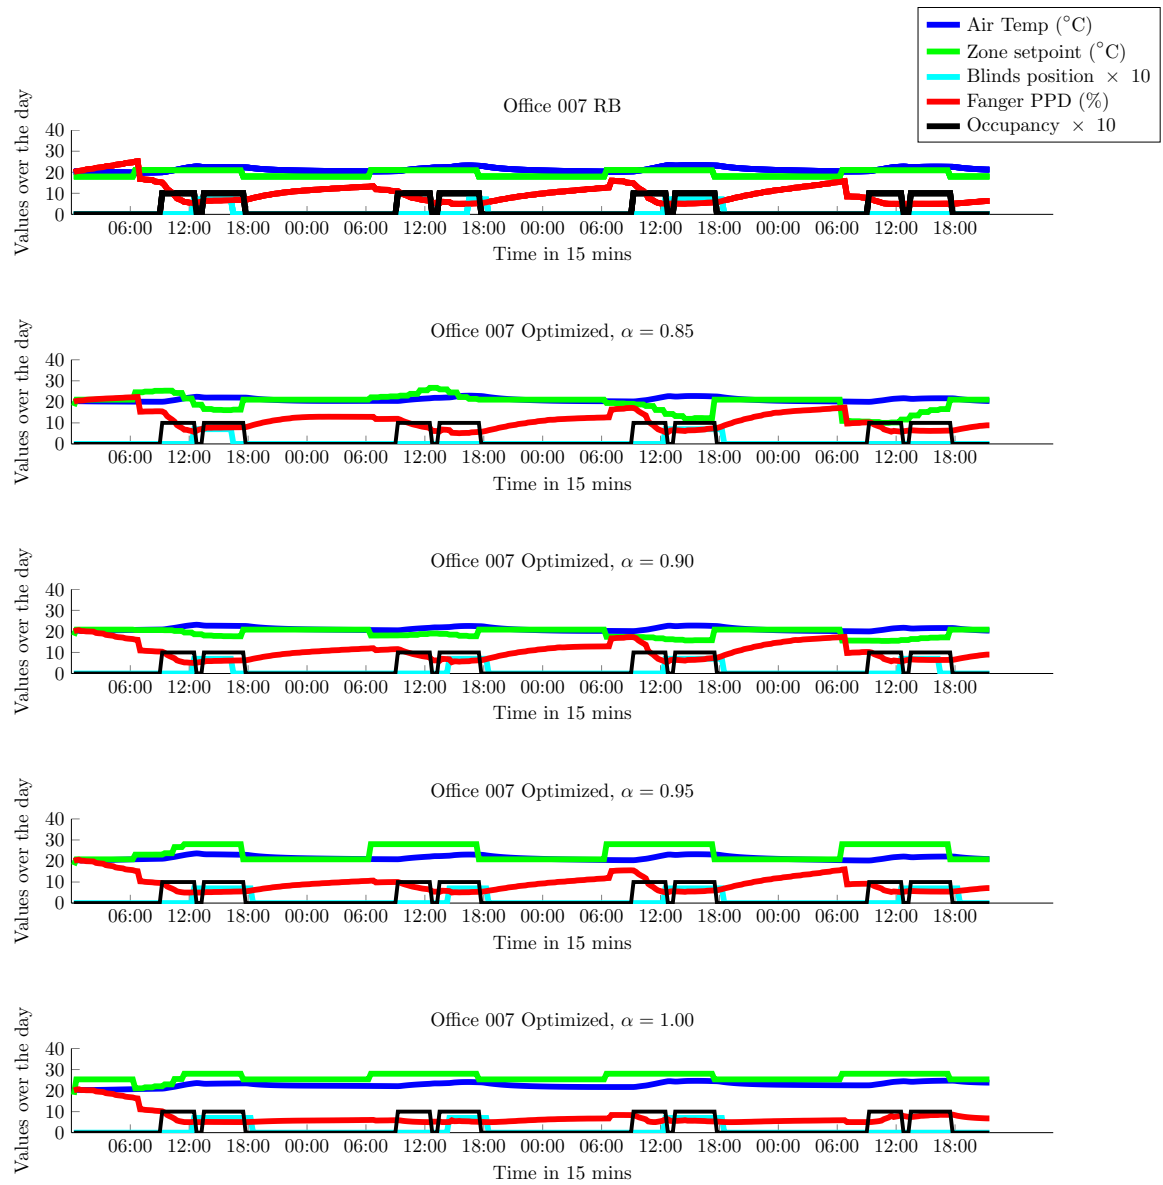 Air Temp (°C)
Zone setpoint (°C)
Blinds position × 10
Fanger PPD (%)
Occupancy × 10
Office 007 RB
Values over the day
40
30
20
10
0
06:00 12:00 18:00 00:00 06:00 12:00 18:00 00:00 06:00 12:00 18:00 00:00 06:00 12:00 18:00
Time in 15 mins
Office 007 Optimized, α = 0.85
Values over the day
40
30
20
10
0
06:00 12:00 18:00 00:00 06:00 12:00 18:00 00:00 06:00 12:00 18:00 00:00 06:00 12:00 18:00
Time in 15 mins
Office 007 Optimized, α = 0.90
Values over the day
40
30
20
10
0
06:00 12:00 18:00 00:00 06:00 12:00 18:00 00:00 06:00 12:00 18:00 00:00 06:00 12:00 18:00
Time in 15 mins
Office 007 Optimized, α = 0.95
Values over the day
40
30
20
10
0
06:00 12:00 18:00 00:00 06:00 12:00 18:00 00:00 06:00 12:00 18:00 00:00 06:00 12:00 18:00
Time in 15 mins
Office 007 Optimized, α = 1.00
Values over the day
40
30
20
10
0
06:00 12:00 18:00 00:00 06:00 12:00 18:00 00:00 06:00 12:00 18:00 00:00 06:00 12:00 18:00
Time in 15 mins